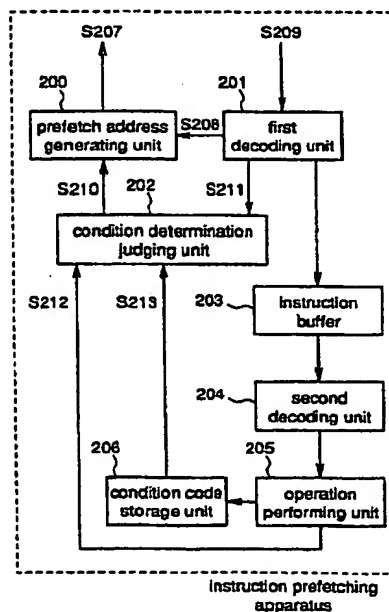 S207
S209
200
201
prefetch address
generating unit
S208
first
decoding unit
S210
202
S211
condition determination
judging unit
S212
S213
203
instruction
buffer
204
second
decoding unit
206
205
condition code
storage unit
operation
performing unit
instruction prefetching
apparatus